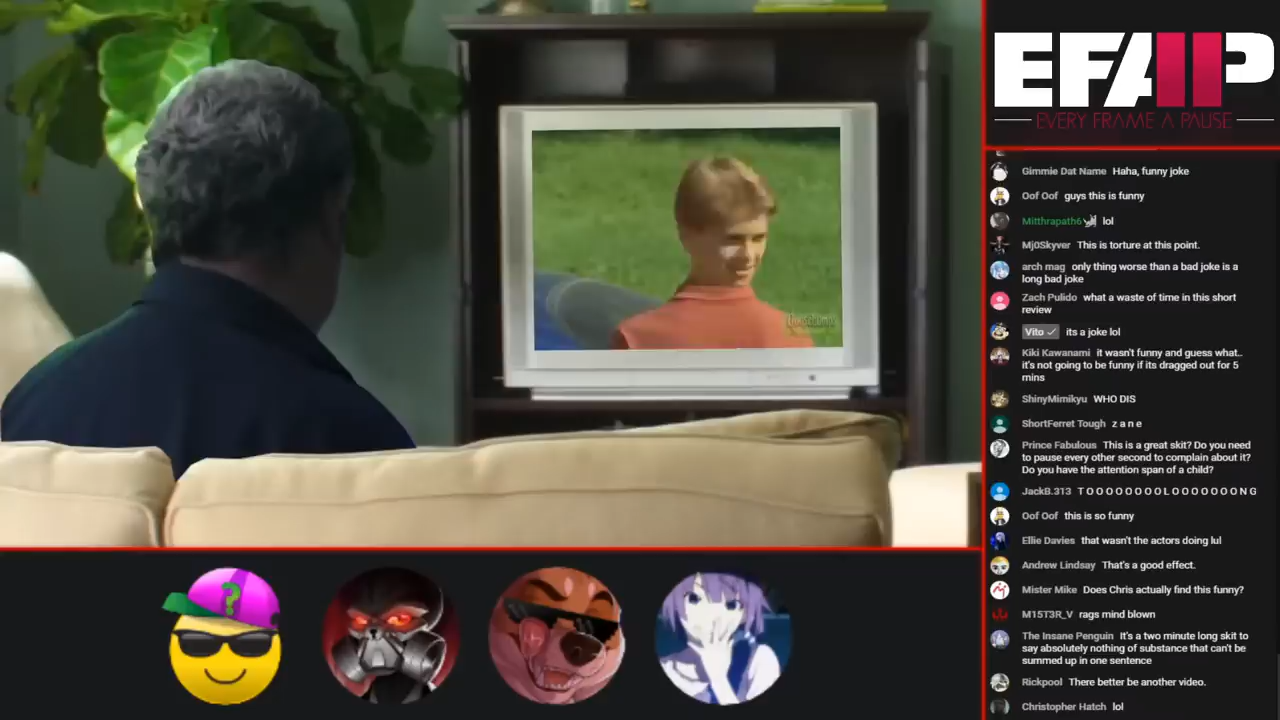 EFAP
EVERY FRAME A PAUSE
Gimmie Dat Name Haha, funny joke
Oof Oof guys this is funny
Mitthrapath6 lol
Mj0Skyver This is torture at this point.
arch mag only thing worse than a bad joke is a
long bad joke
Zach Pulido what a waste of time in this short
review
Vito its a joke lol
Kiki Kawanami it wasn't funny and guess what..
it's not going to be funny if its dragged out for 5
mins
ShinyMimikyu WHO DIS
ShortFerret Tough z a n e
Prince Fabulous This is a great skit? Do you need
to pause every other second to complain about it?
Do you have the attention span of a child?
JackB.313 T O O O O O O O O L O O O O O O O N G
Oof Oof this is so funny
Ellie Davies that wasn't the actors doing lul
Andrew Lindsay That's a good effect.
Mister Mike Does Chris actually find this funny?
M15T3R_V rags mind blown
The Insane Penguin It's a two minute long skit to
say absolutely nothing of substance that can't be
summed up in one sentence
Rickpool There better be another video.
Christopher Hatch lol
?